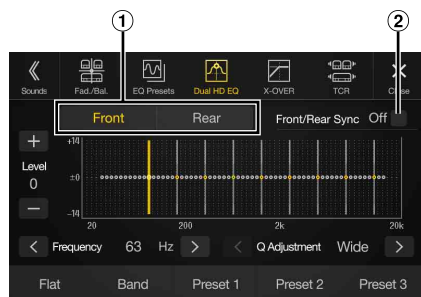 1 2
Sounds Fad./Bal. EQ Presets Dual HD EQ X-OVER TCR Close
Front Rear Front/Rear Sync Off
+ +14
Level
0 ±0
− −14
20 200 2k 20k
< Frequency 63 Hz > < Q Adjustment Wide >
Flat Band Preset 1 Preset 2 Preset 3